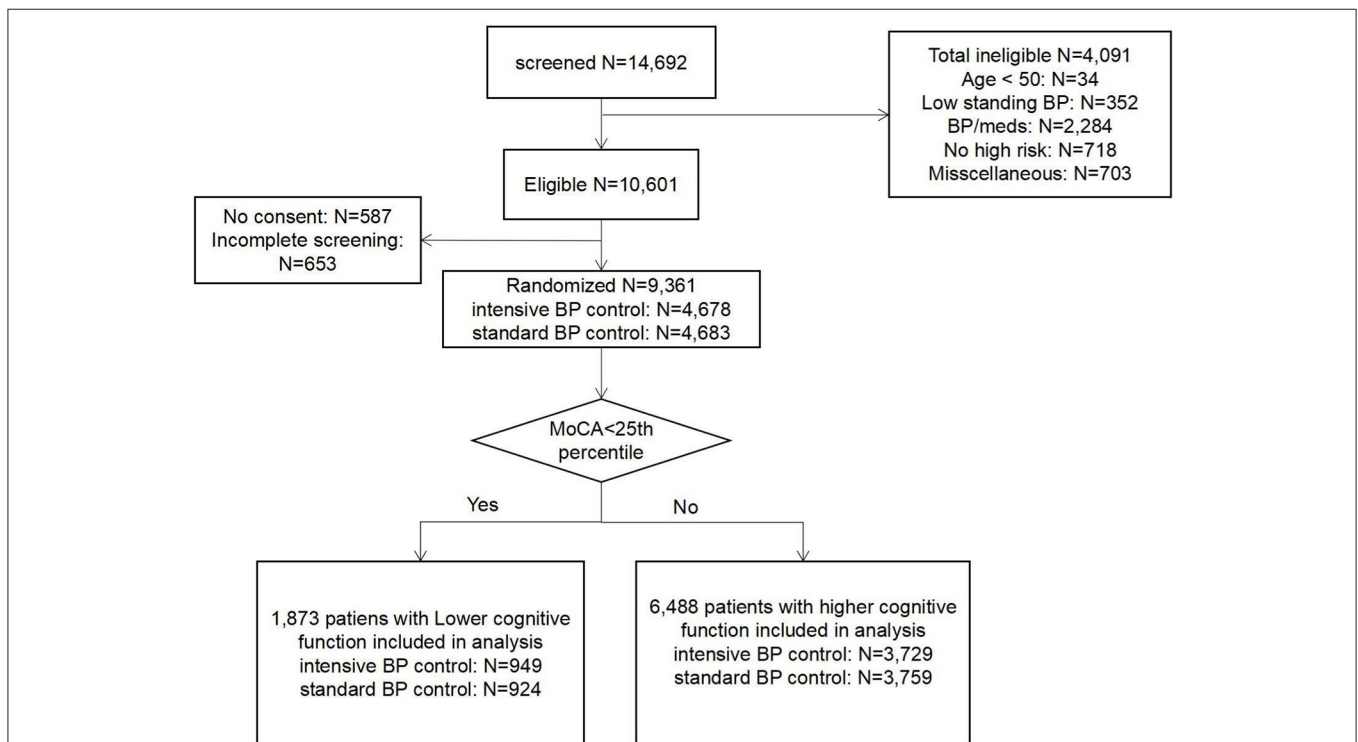 screened N=14,692
Total ineligible N=4,091
Age < 50: N=34
Low standing BP: N=352
BP/meds: N=2,284
No high risk: N=718
Misscellaneous: N=703
Eligible N=10,601
No consent: N=587
Incomplete screening:
N=653
Randomized N=9,361
intensive BP control: N=4,678
standard BP control: N=4,683
MoCA<25th
percentile
Yes
No
1,873 patiens with Lower cognitive
function included in analysis
intensive BP control: N=949
standard BP control: N=924
6,488 patients with higher cognitive
function included in analysis
intensive BP control: N=3,729
standard BP control: N=3,759